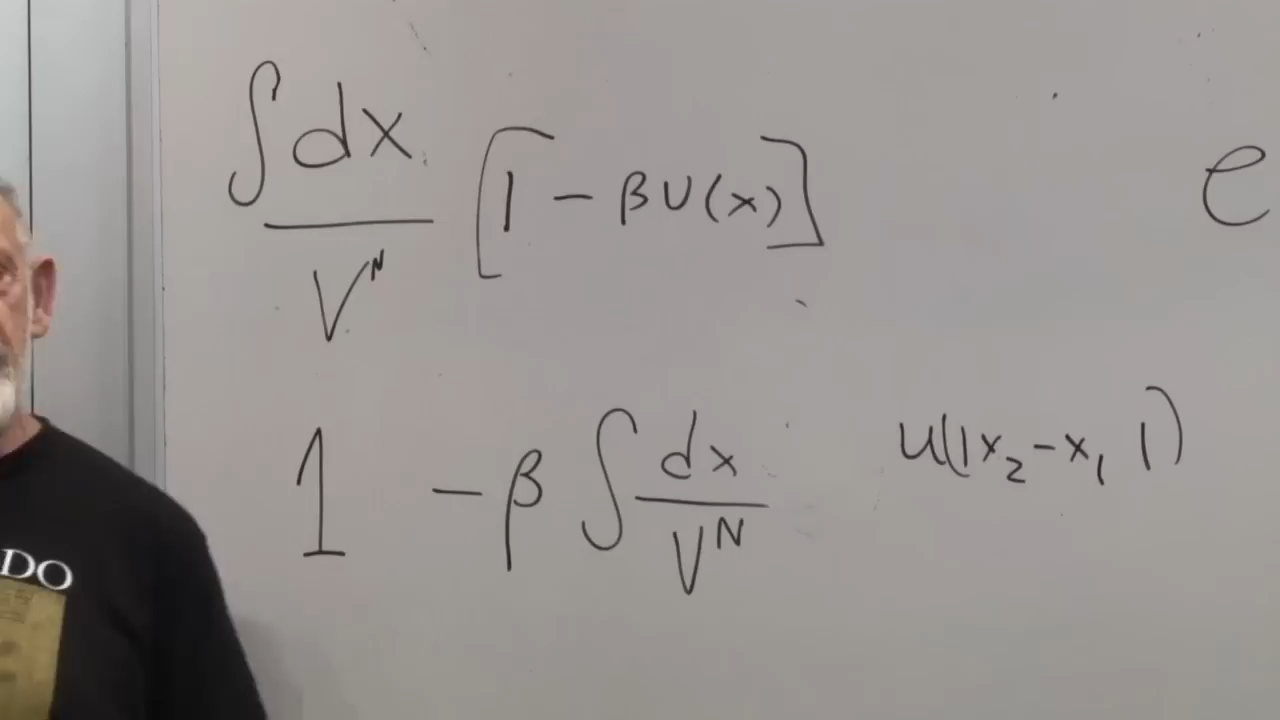 ∫dx/V^N [1 - βU(x)]
e
1 - β ∫ dx/V^N u(|x₂-x₁|)
DO